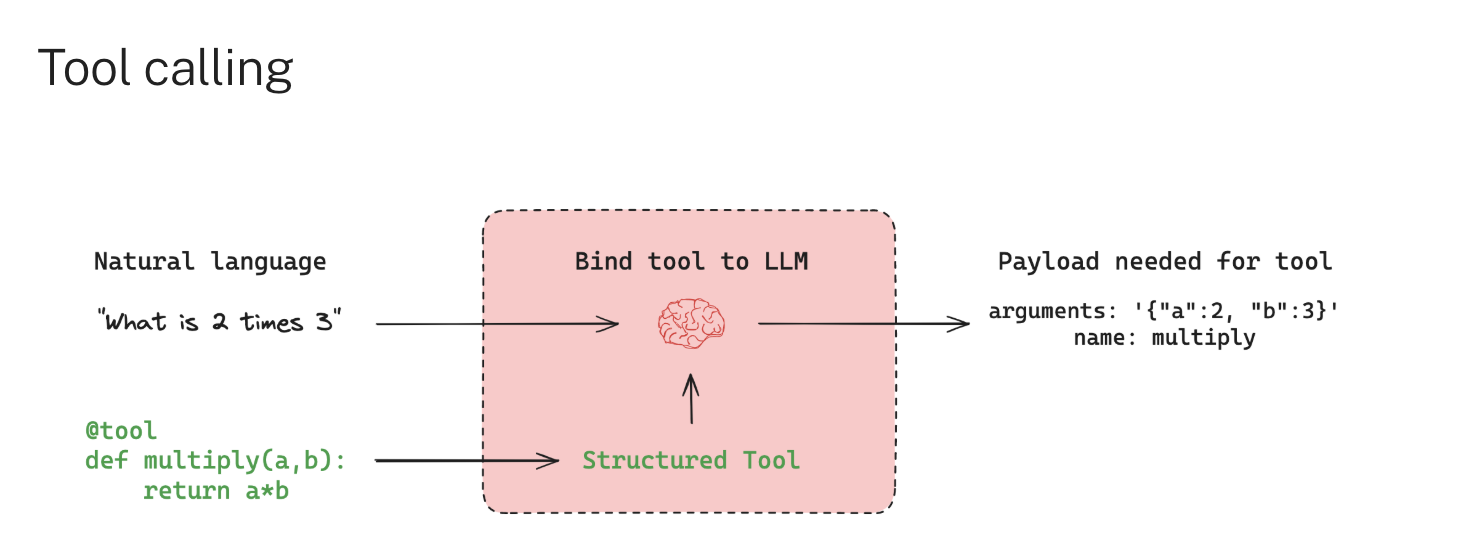 Tool calling
Natural language
"What is 2 times 3"
@tool
def multiply(a,b):
    return a*b
Bind tool to LLM
Structured Tool
Payload needed for tool
arguments: '{"a":2, "b":3}'
name: multiply